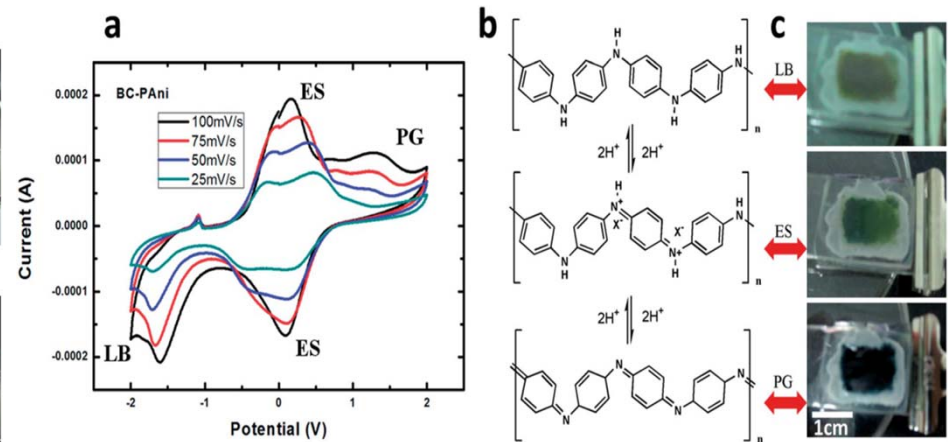 a
BC-PAni
100mV/s
75mV/s
50mV/s
25mV/s
ES
PG
LB
ES
Current (A)
0.0002
0.0001
0.0000
-0.0001
-0.0002
-2
-1
0
1
2
Potential (V)
b
H
N
H
N
N
H
N
H
n
2H⁺
2H⁺
H
N⁺
X⁻
X⁻
N⁺
H
H
N
N
H
n
2H⁺
2H⁺
N
N
N
N
n
c
LB
ES
PG
1cm